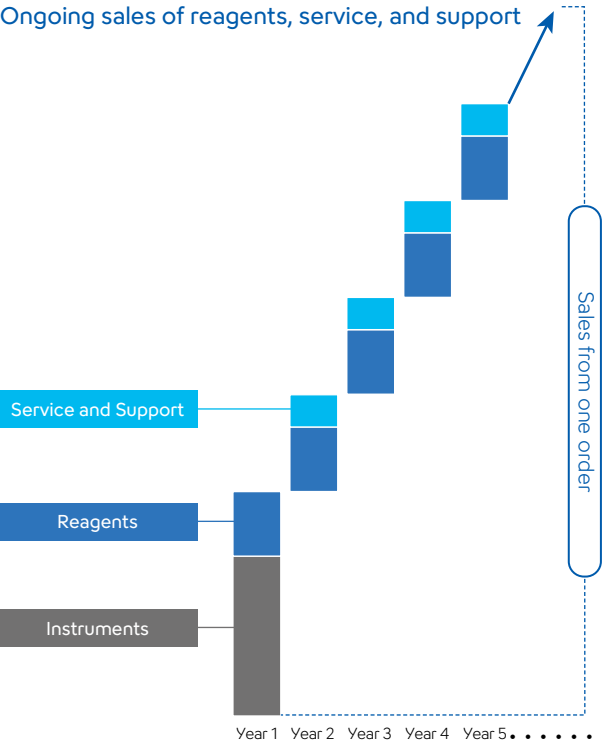 Ongoing sales of reagents, service, and support
Service and Support
Reagents
Instruments
Sales from one order
Year 1 Year 2 Year 3 Year 4 Year 5 • • • • • •